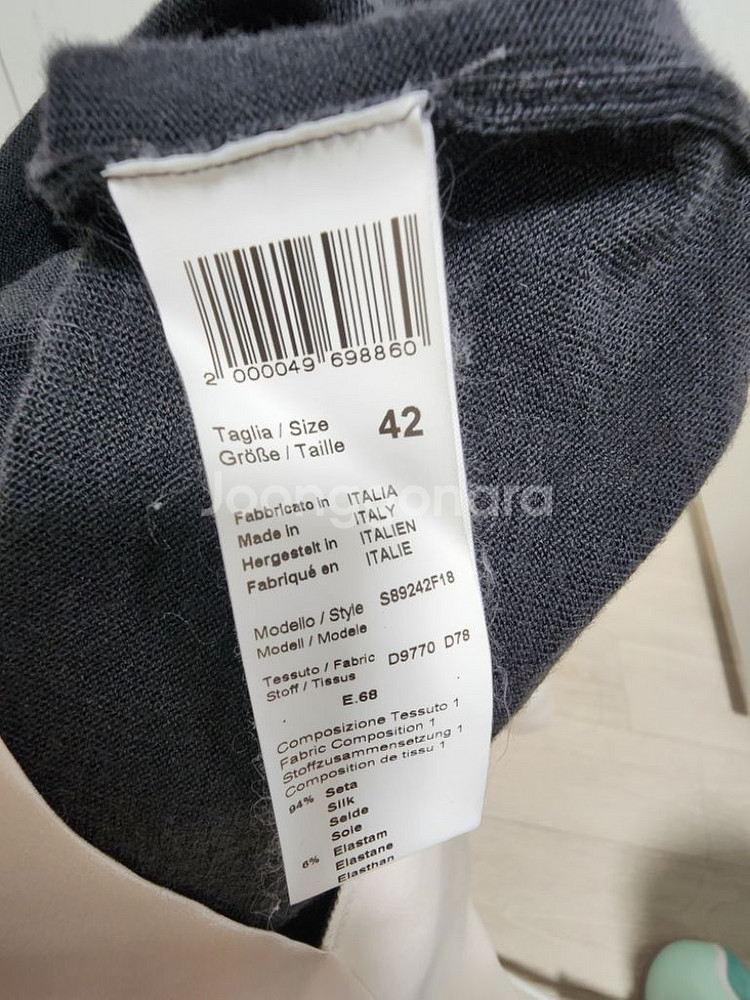 2 000049 698860
Taglia / Size 42
Größe / Taille
Joongonara
Fabbricato in ITALIA
Made in ITALY
Hergestelt in ITALIEN
Fabriqué en ITALIE
Modello / Style S89242F18
Modell / Modele
Tessuto / Fabric D9770 D78
Stoff / Tissus
E.68
Composizione Tessuto 1
Fabric Composition 1
Stoffzusammensetzung 1
Composition de tissu 1
94% Seta
Silk
Seide
Soie
6% Elastam
Elastane
Elasthan